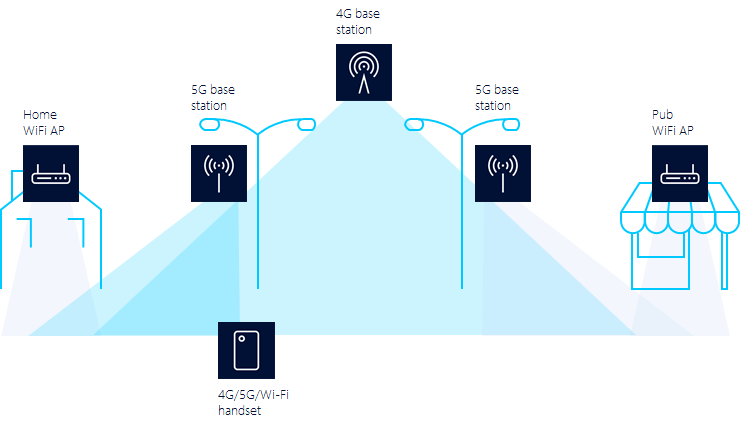 4G base
station
5G base
station
5G base
station
Home
WiFi AP
Pub
WiFi AP
4G/5G/Wi-Fi
handset